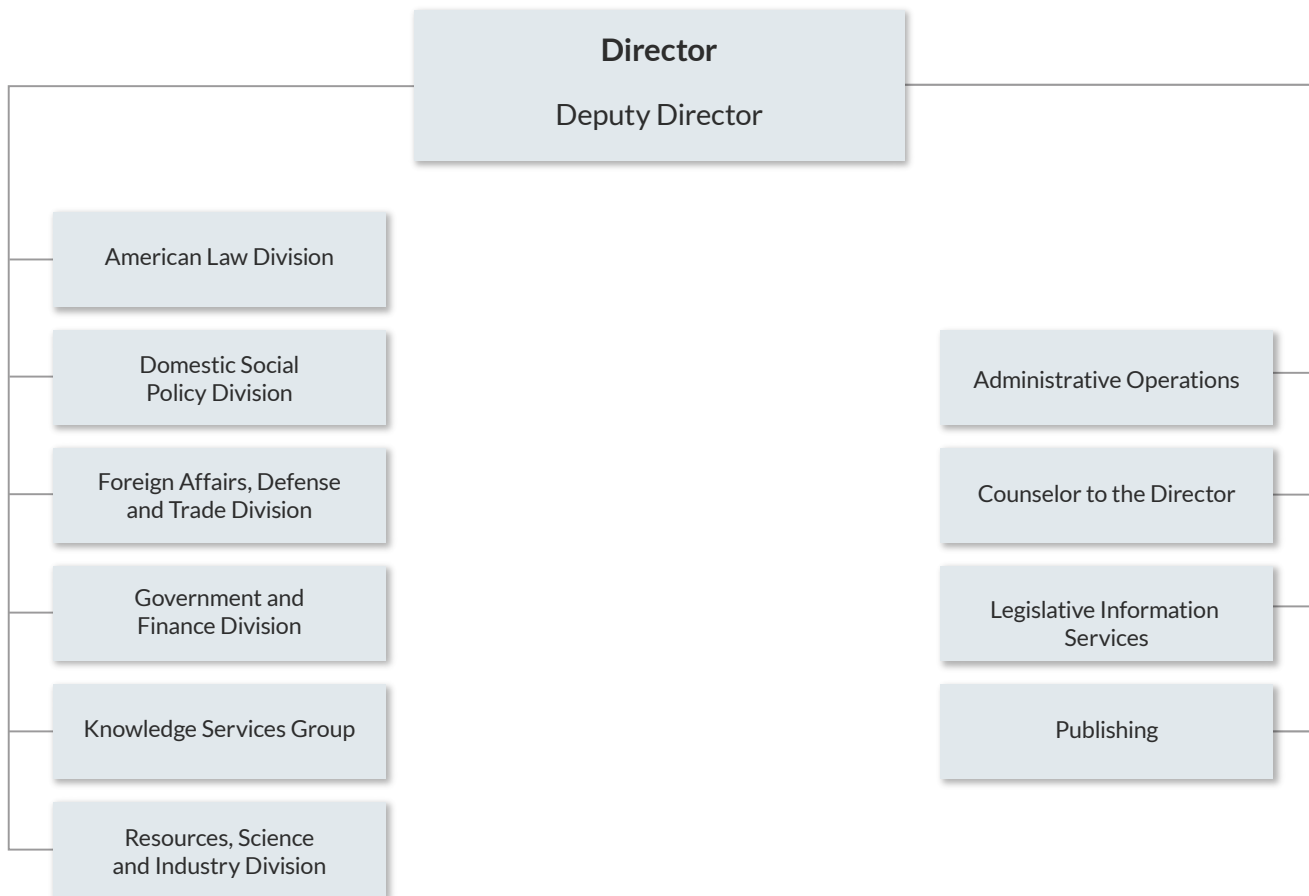 Director
Deputy Director
American Law Division
Domestic Social
Policy Division
Foreign Affairs, Defense
and Trade Division
Government and
Finance Division
Knowledge Services Group
Resources, Science
and Industry Division
Administrative Operations
Counselor to the Director
Legislative Information
Services
Publishing